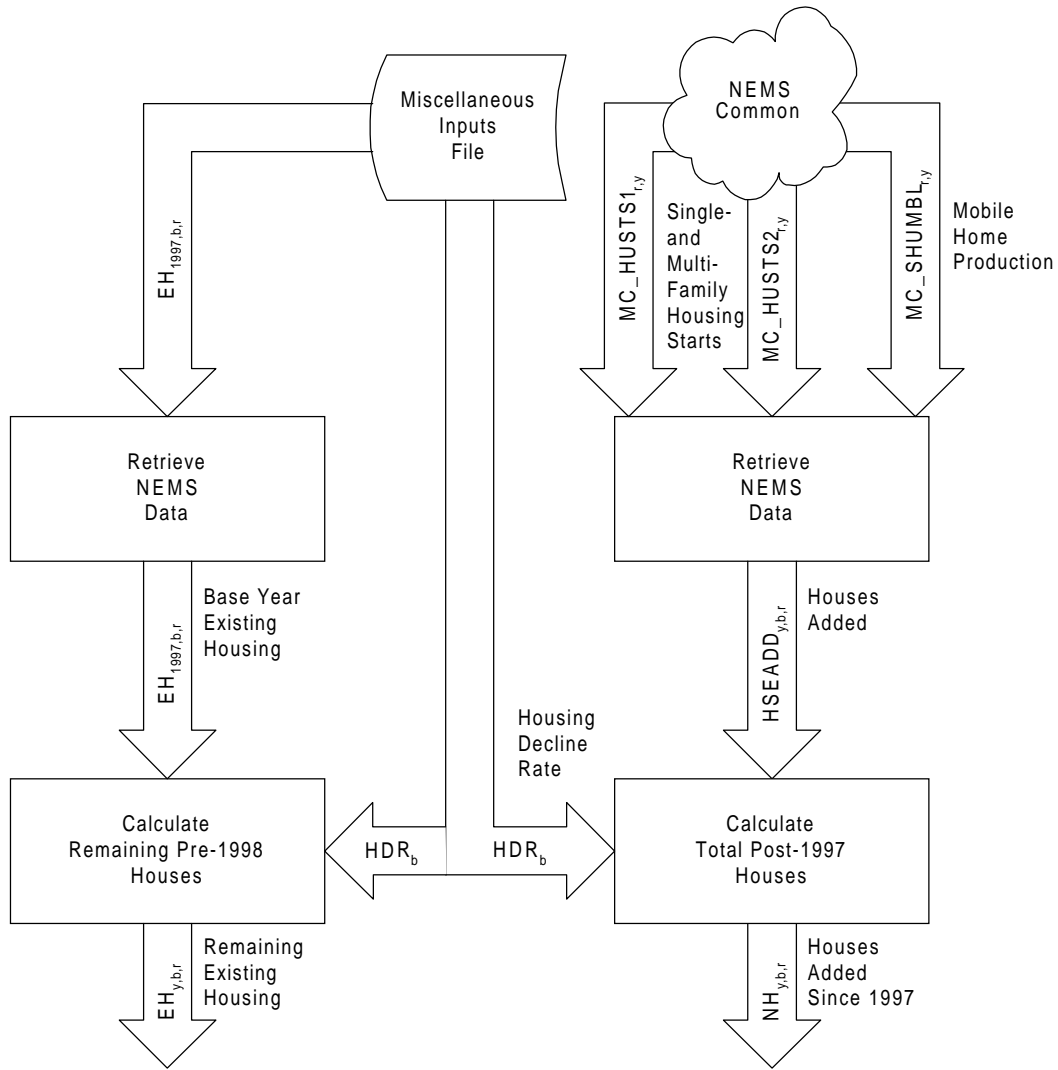 Miscellaneous
Inputs
File
NEMS
Common
EH1997,b,r
MC_HUSTS1r,y
Single-
and
Multi-
Family
Housing
Starts
MC_HUSTS2r,y
MC_SHUMBLr,y
Mobile
Home
Production
Retrieve
NEMS
Data
Retrieve
NEMS
Data
EH1997,b,r
Base Year
Existing
Housing
HSEADDy,b,r
Houses
Added
Housing
Decline
Rate
Calculate
Remaining Pre-1998
Houses
HDRb
HDRb
Calculate
Total Post-1997
Houses
EHy,b,r
Remaining
Existing
Housing
NHy,b,r
Houses
Added
Since 1997